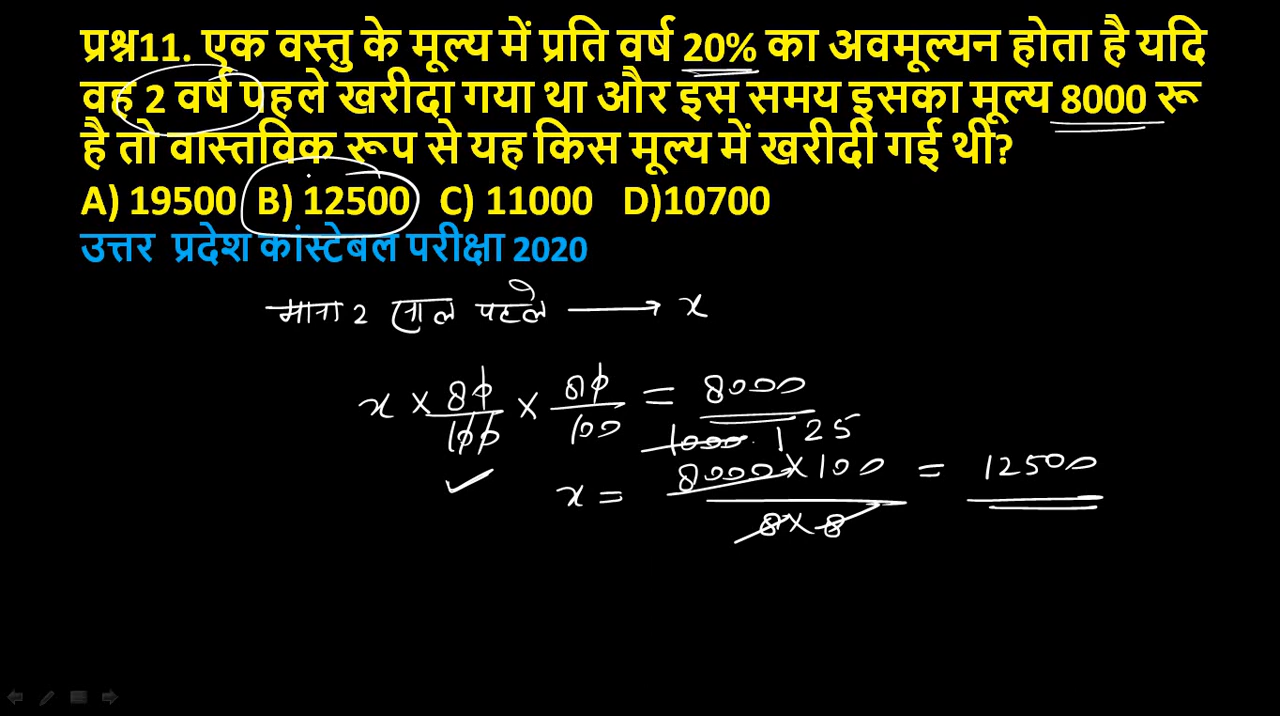 प्रश्न11. एक वस्तु के मूल्य में प्रति वर्ष 20% का अवमूल्यन होता है यदि
वह 2 वर्ष पहले खरीदा गया था और इस समय इसका मूल्य 8000 रू
है तो वास्तविक रूप से यह किस मूल्य में खरीदी गई थी?
A) 19500 B) 12500 C) 11000 D)10700
उत्तर प्रदेश कांस्टेबल परीक्षा 2020
माना 2 साल पहले → x
x × 80/100 × 80/100 = 8000
1000 125
x = 8000×100 / 8×8 = 12500